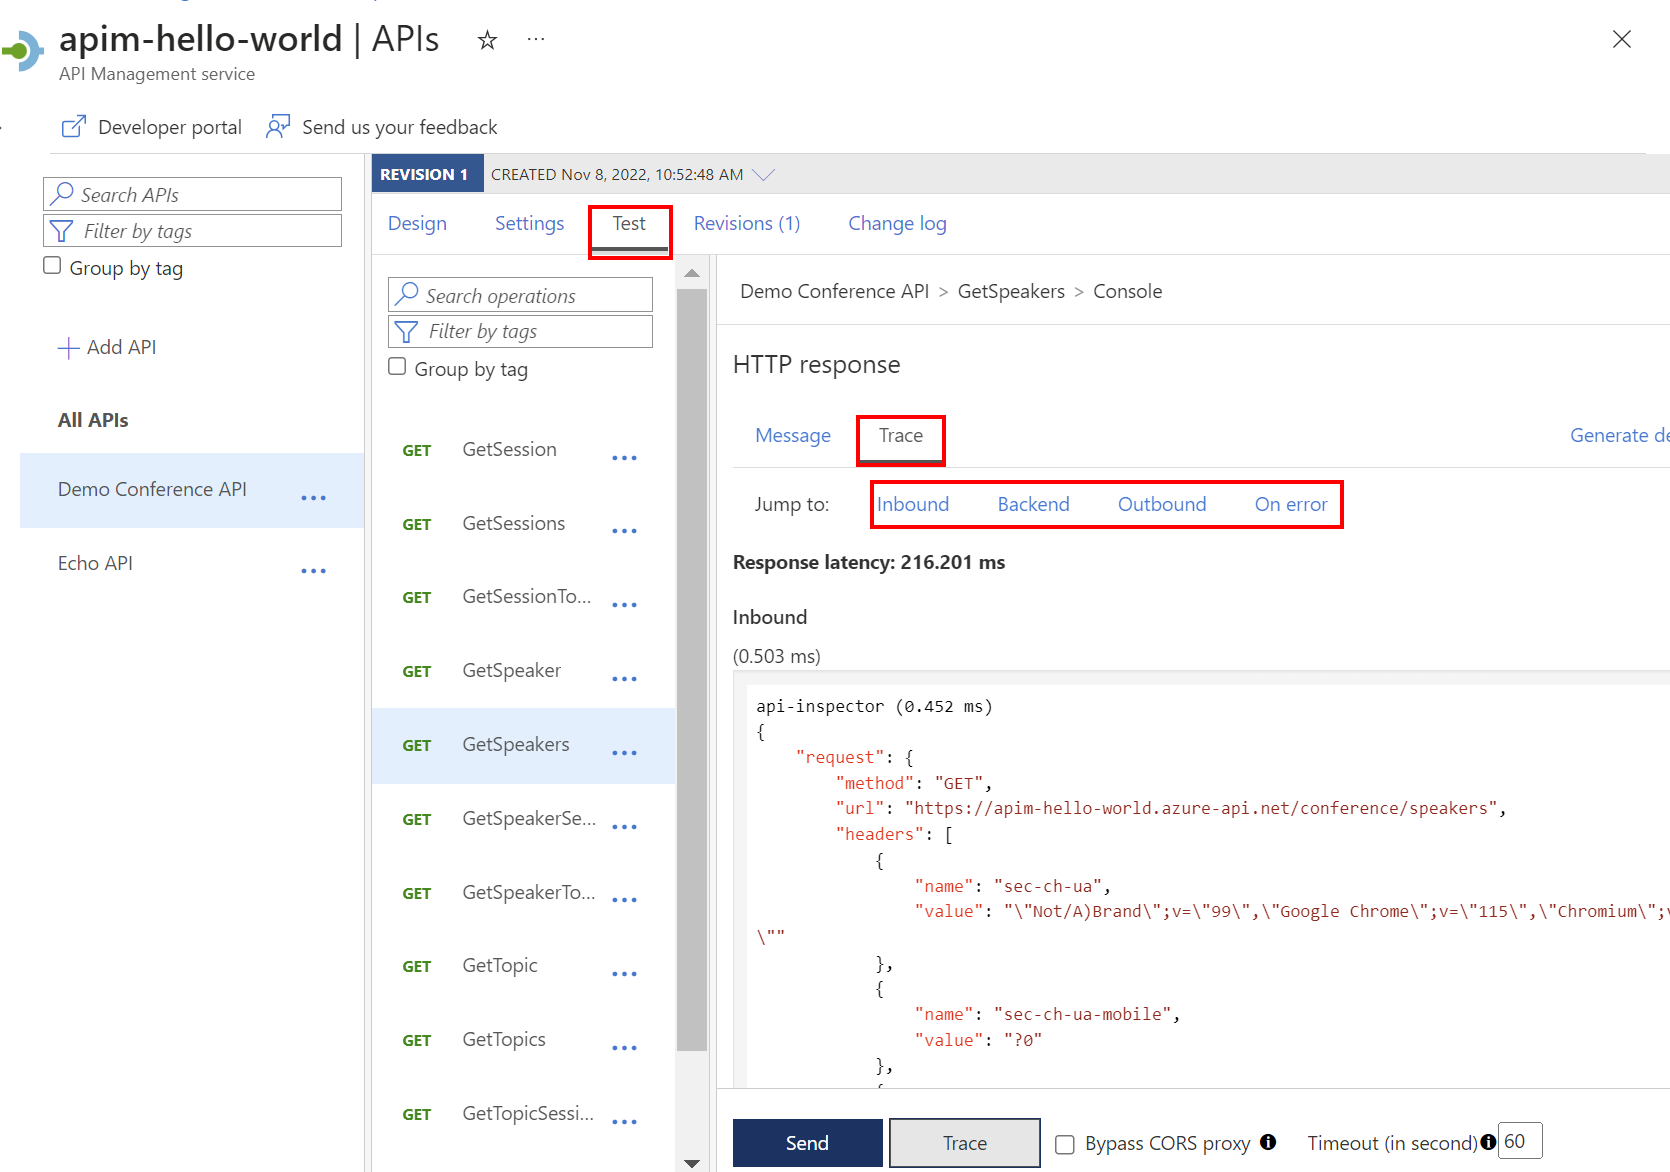 apim-hello-world | APIs
API Management service
Developer portal
Send us your feedback
Search APIs
Filter by tags
Group by tag
Add API
All APIs
Demo Conference API
Echo API
REVISION 1
CREATED Nov 8, 2022, 10:52:48 AM
Design
Settings
Test
Revisions (1)
Change log
Search operations
Filter by tags
Group by tag
GET GetSession
GET GetSessions
GET GetSessionTo...
GET GetSpeaker
GET GetSpeakers
GET GetSpeakerSe...
GET GetSpeakerTo...
GET GetTopic
GET GetTopics
GET GetTopicSessi...
Demo Conference API > GetSpeakers > Console
HTTP response
Message
Trace
Generate de
Jump to:
Inbound
Backend
Outbound
On error
Response latency: 216.201 ms
Inbound
(0.503 ms)
api-inspector (0.452 ms)
{
"request": {
"method": "GET",
"url": "https://apim-hello-world.azure-api.net/conference/speakers",
"headers": [
{
"name": "sec-ch-ua",
"value": "\"Not/A)Brand\";v=\"99\",\"Google Chrome\";v=\"115\",\"Chromium\";v
\""
},
{
"name": "sec-ch-ua-mobile",
"value": "?0"
},
Send
Trace
Bypass CORS proxy
Timeout (in second)
60